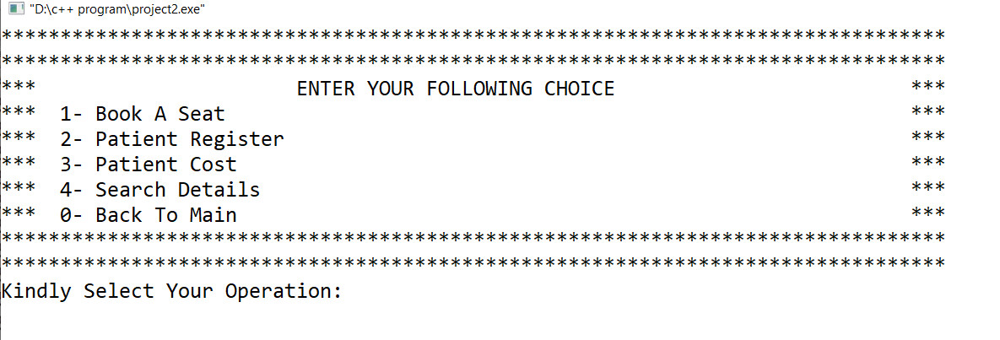 "D:\c++ program\project2.exe"
********************************************************************************
********************************************************************************
***                      ENTER YOUR FOLLOWING CHOICE                         ***
***  1- Book A Seat                                                          ***
***  2- Patient Register                                                     ***
***  3- Patient Cost                                                         ***
***  4- Search Details                                                       ***
***  0- Back To Main                                                         ***
********************************************************************************
********************************************************************************
Kindly Select Your Operation: